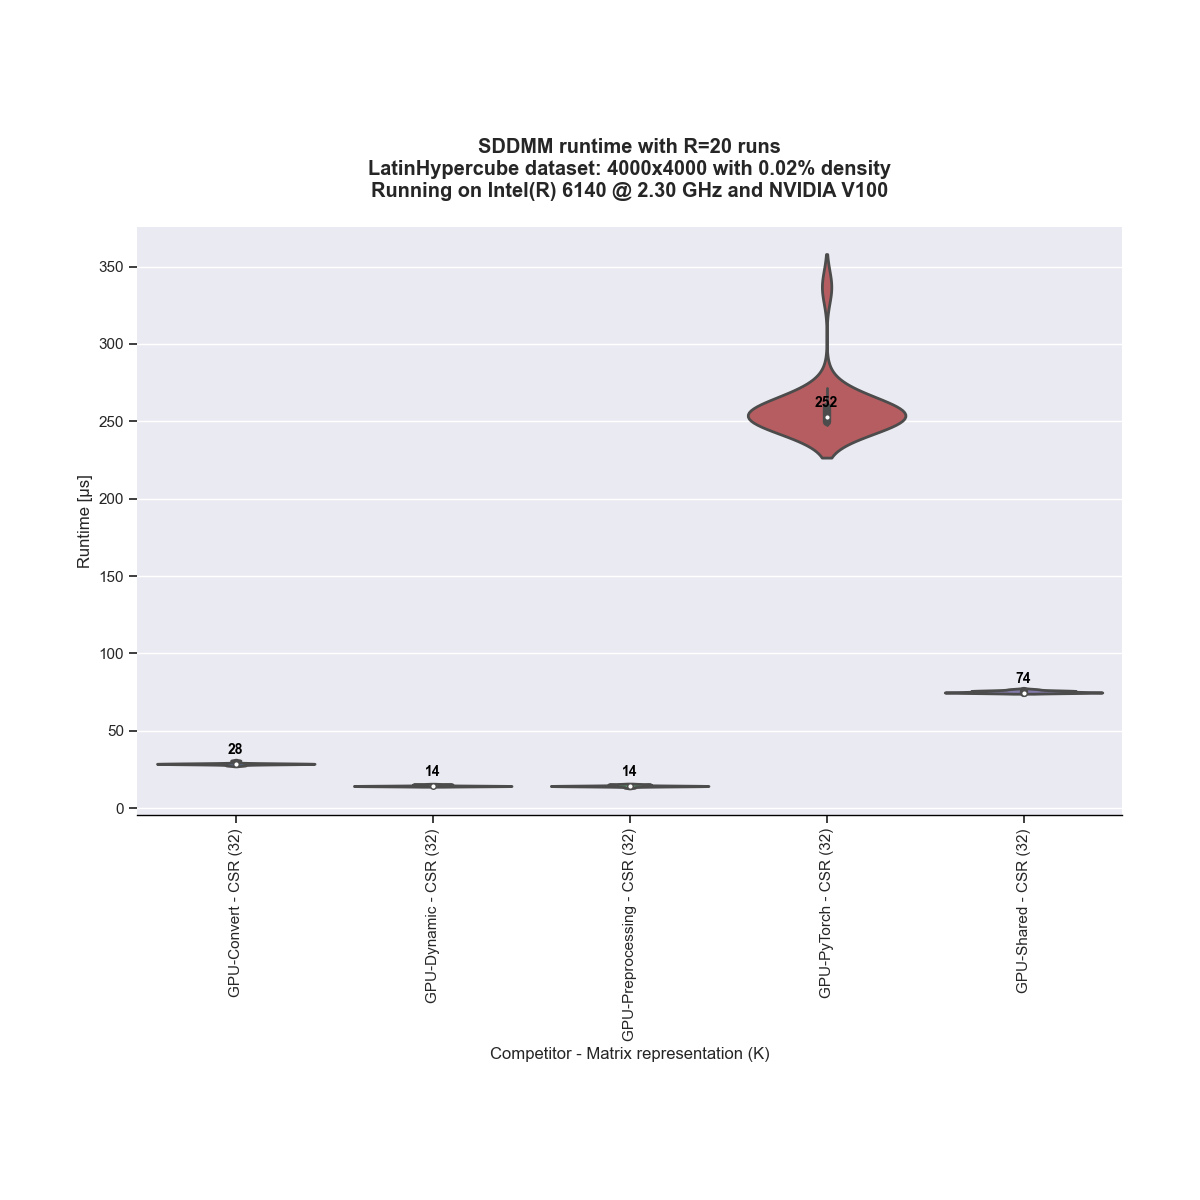 SDDMM runtime with R=20 runs
LatinHypercube dataset: 4000x4000 with 0.02% density
Running on Intel(R) 6140 @ 2.30 GHz and NVIDIA V100
Runtime [µs]
350
300
250
200
150
100
50
0
28
14
14
252
74
GPU-Convert - CSR (32)
GPU-Dynamic - CSR (32)
GPU-Preprocessing - CSR (32)
GPU-PyTorch - CSR (32)
GPU-Shared - CSR (32)
Competitor - Matrix representation (K)